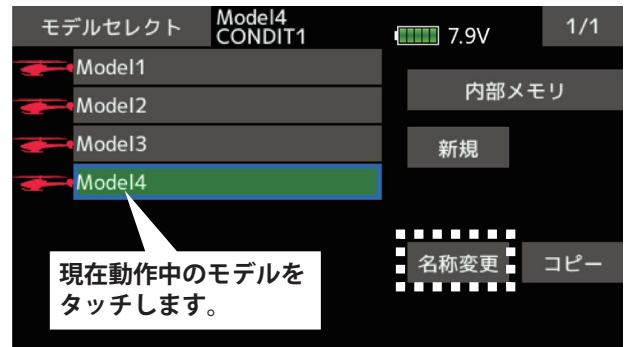 モデルセレクト
Model4
CONDIT1
7.9V
1/1
Model1
Model2
Model3
Model4
内部メモリ
新規
名称変更
コピー
現在動作中のモデルを
タッチします。